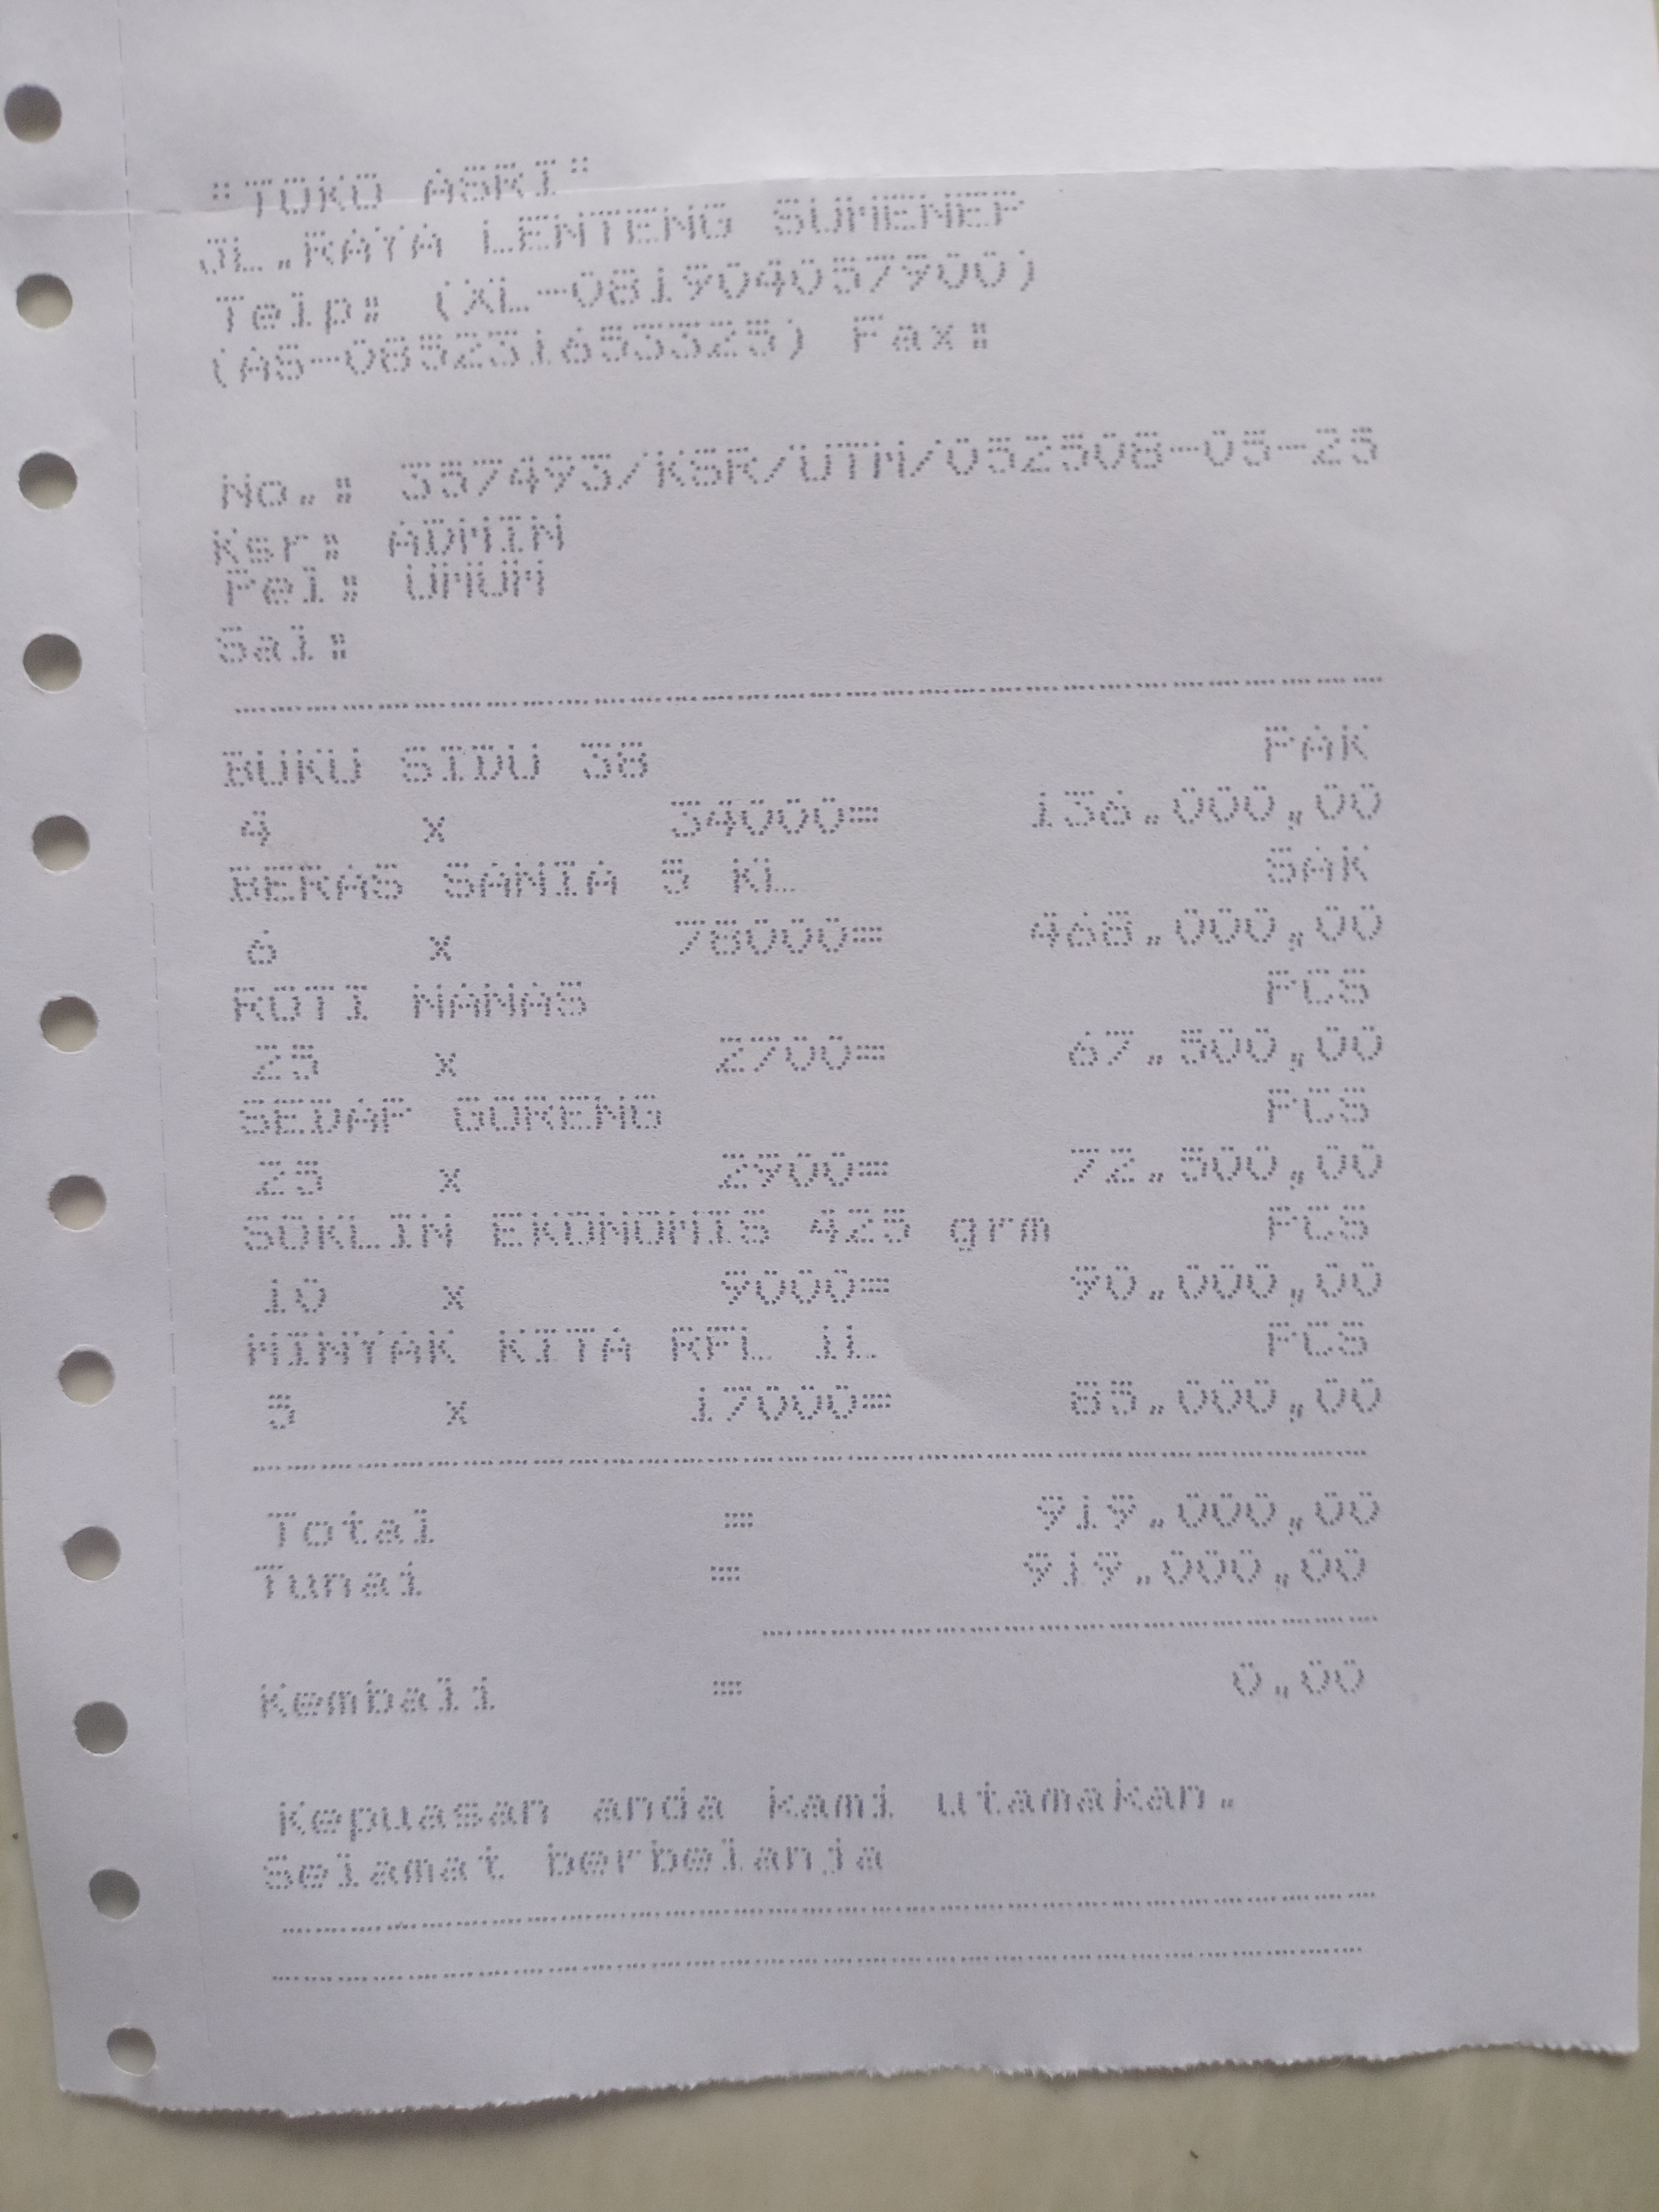 "TOKO ASRI"
JL.RAYA LENTENG SUMENEP
Telp: (XL-081904057900)
(AS-085231653325) Fax:
No.: 337493/KSR/UTM/052508-05-25
Ksr: ADMIN
Pel: UMUM
Sal:
BUKU SIDU 38 PAK
4 x 34000= 136.000,00
BERAS SANIA 5 KL SAK
6 x 78000= 468.000,00
ROTI NANAS PCS
25 x 2700= 67.500,00
SEDAP GORENG PCS
25 x 2900= 72.500,00
SOKLIN EKONOMIS 425 grm PCS
10 x 9000= 90.000,00
MINYAK KITA RFL 1L PCS
5 x 17000= 85.000,00
Total = 919.000,00
Tunai = 919.000,00
Kembali = 0,00
Kepuasan anda kami utamakan.
Selamat berbelanja